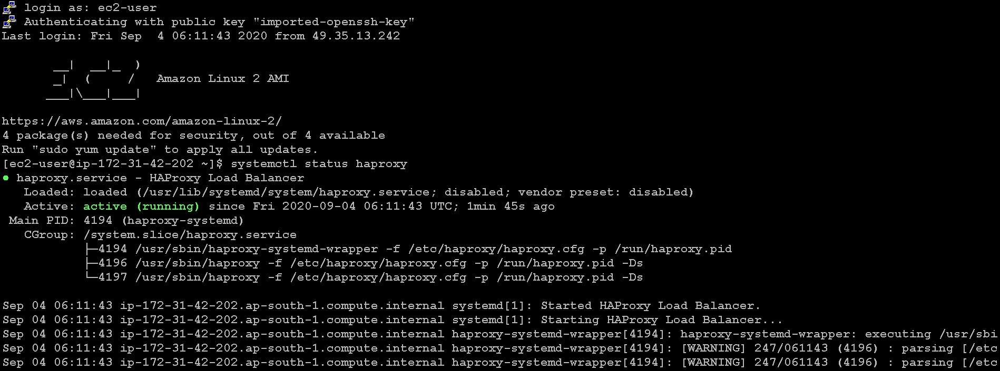 login as: ec2-user
Authenticating with public key "imported-openssh-key"
Last login: Fri Sep  4 06:11:43 2020 from 49.35.13.242
       __|  __|_  )
       _|  (     /   Amazon Linux 2 AMI
      ___|\___|___|
https://aws.amazon.com/amazon-linux-2/
4 package(s) needed for security, out of 4 available
Run "sudo yum update" to apply all updates.
[ec2-user@ip-172-31-42-202 ~]$ systemctl status haproxy
● haproxy.service - HAProxy Load Balancer
   Loaded: loaded (/usr/lib/systemd/system/haproxy.service; disabled; vendor preset: disabled)
   Active: active (running) since Fri 2020-09-04 06:11:43 UTC; 1min 45s ago
 Main PID: 4194 (haproxy-systemd)
   CGroup: /system.slice/haproxy.service
           ├─4194 /usr/sbin/haproxy-systemd-wrapper -f /etc/haproxy/haproxy.cfg -p /run/haproxy.pid
           ├─4196 /usr/sbin/haproxy -f /etc/haproxy/haproxy.cfg -p /run/haproxy.pid -Ds
           └─4197 /usr/sbin/haproxy -f /etc/haproxy/haproxy.cfg -p /run/haproxy.pid -Ds
Sep 04 06:11:43 ip-172-31-42-202.ap-south-1.compute.internal systemd[1]: Started HAProxy Load Balancer.
Sep 04 06:11:43 ip-172-31-42-202.ap-south-1.compute.internal systemd[1]: Starting HAProxy Load Balancer...
Sep 04 06:11:43 ip-172-31-42-202.ap-south-1.compute.internal haproxy-systemd-wrapper[4194]: haproxy-systemd-wrapper: executing /usr/sbi
Sep 04 06:11:43 ip-172-31-42-202.ap-south-1.compute.internal haproxy-systemd-wrapper[4194]: [WARNING] 247/061143 (4196) : parsing [/etc
Sep 04 06:11:43 ip-172-31-42-202.ap-south-1.compute.internal haproxy-systemd-wrapper[4194]: [WARNING] 247/061143 (4196) : parsing [/etc